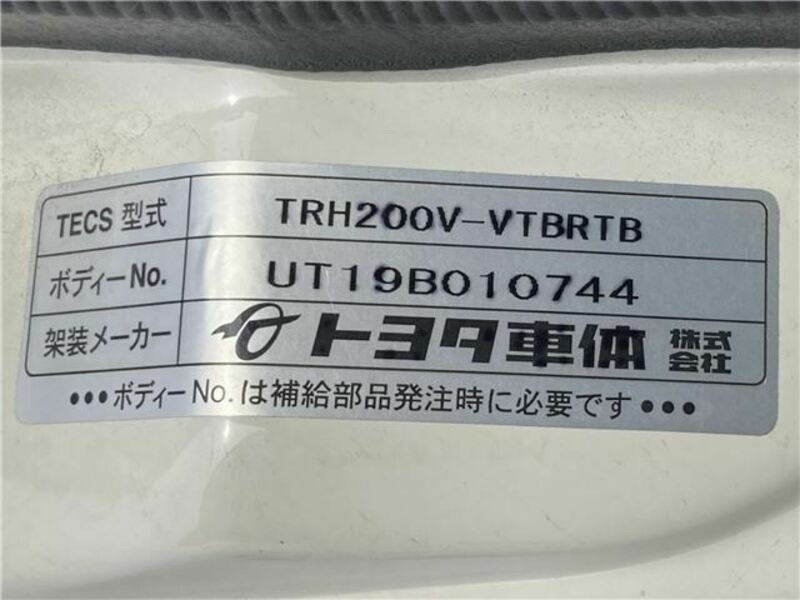 TECS 型式 TRH200V-VTBRTB
ボディーNo. UT19B010744
架装メーカー トヨタ車体 株式会社
•••ボディーNo.は補給部品発注時に必要です•••